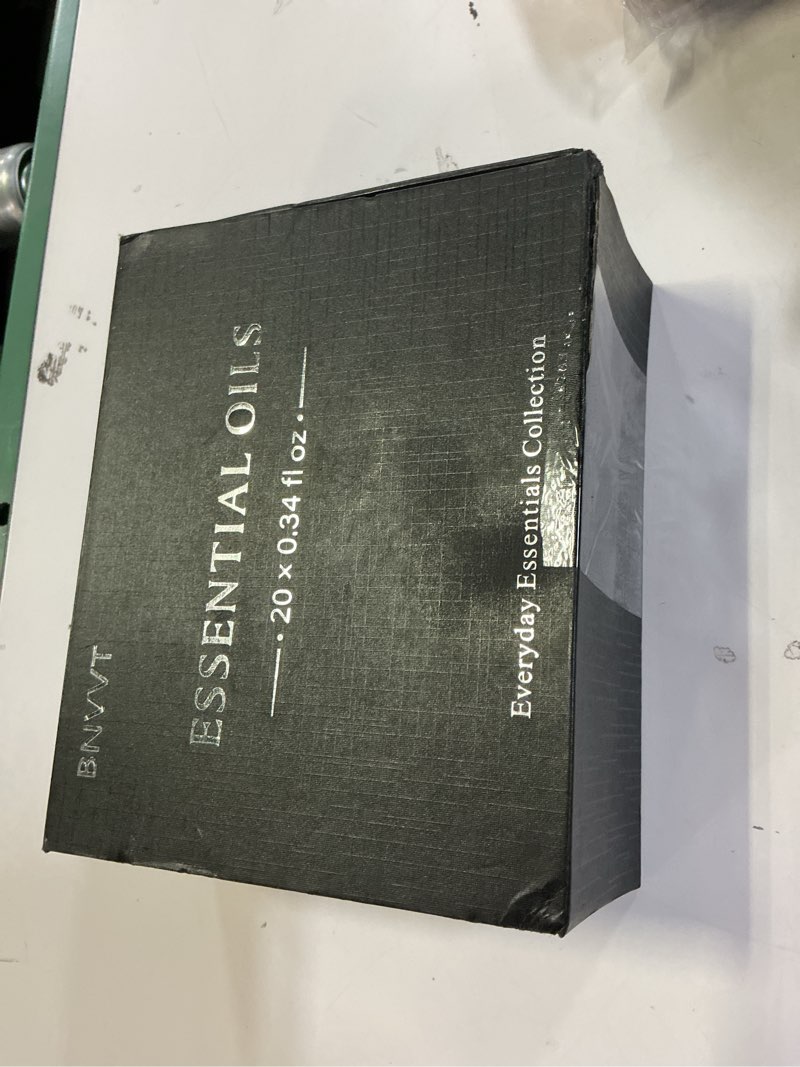 BNVVT
ESSENTIAL OILS
• 20 × 0.34 fl oz •
Everyday Essentials Collection